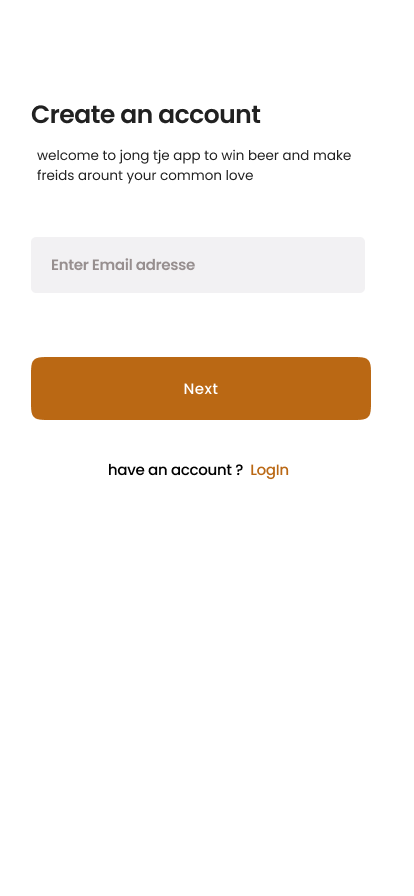 Create an account
welcome to jong tje app to win beer and make
freids arount your common love
Enter Email adresse
Next
have an account ? LogIn